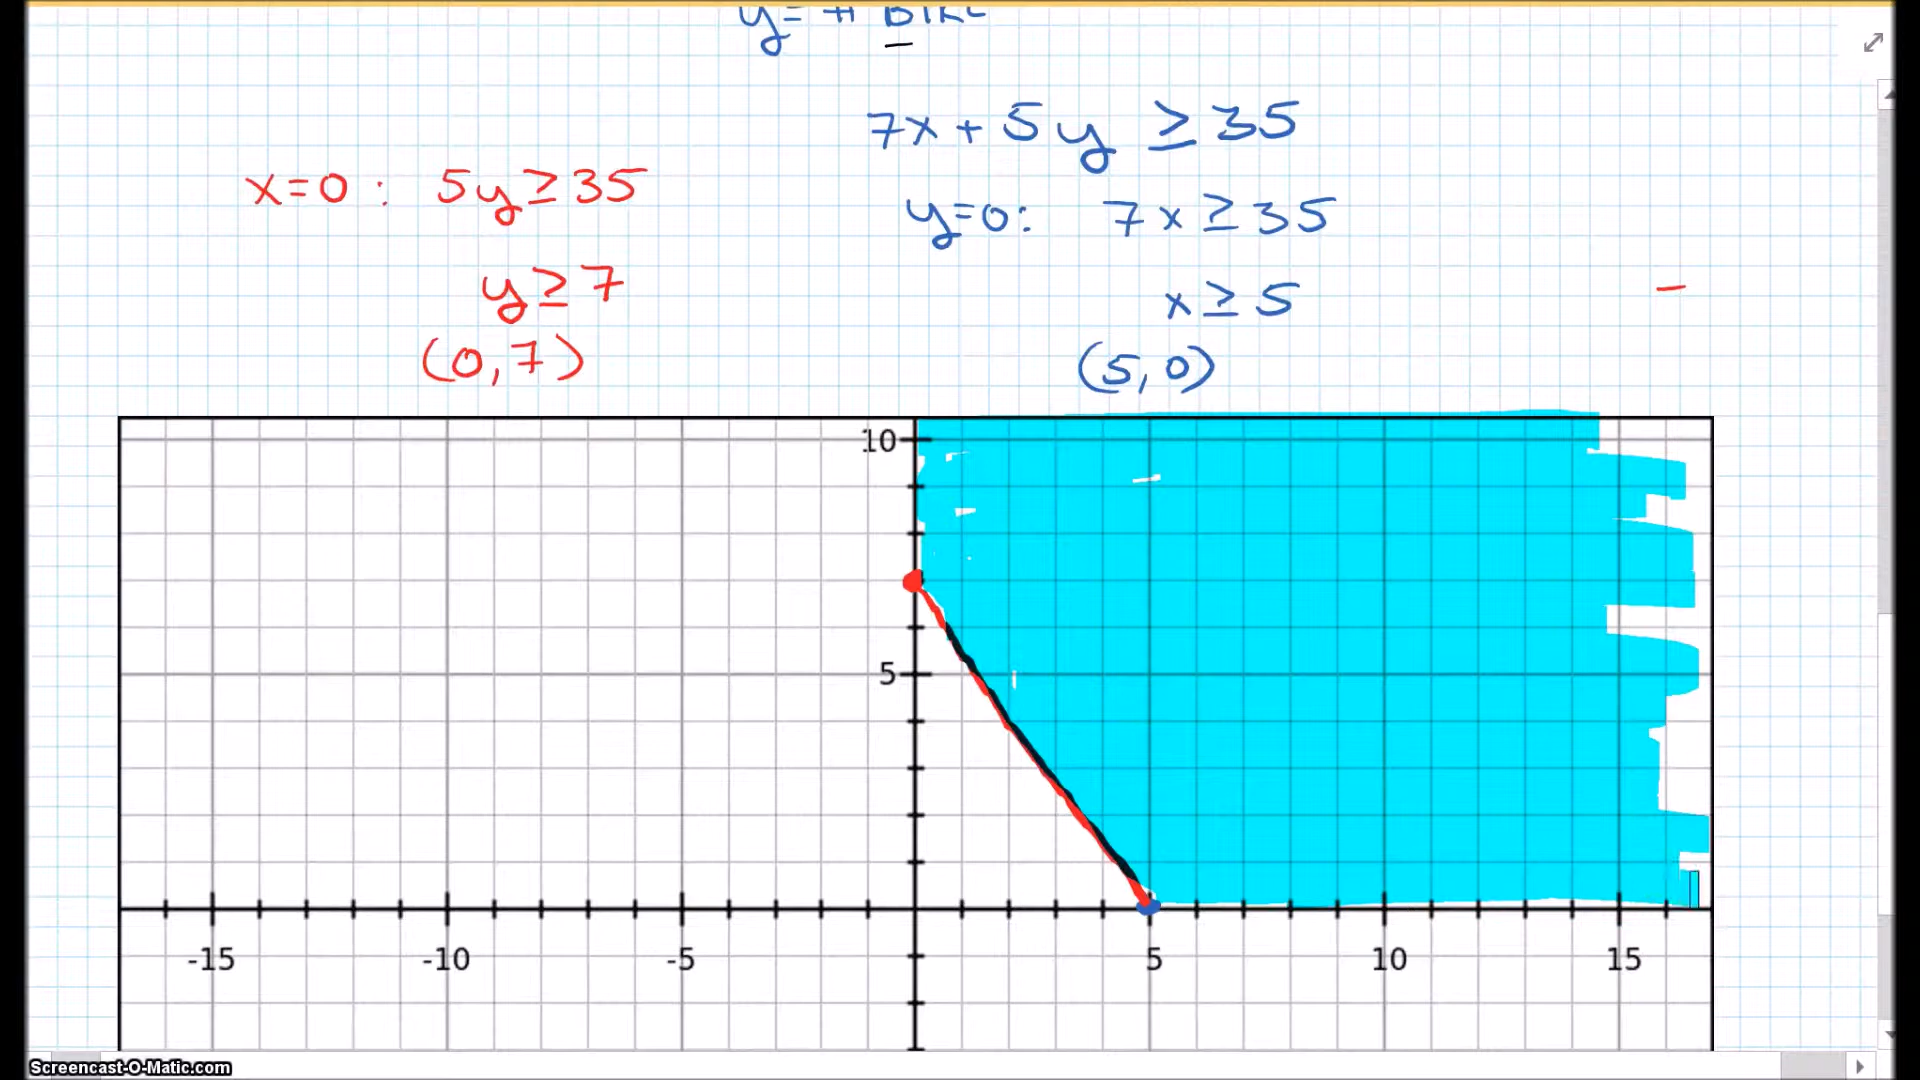 y = #
7x + 5y ≥ 35
x = 0 : 5y ≥ 35
y = 0 : 7x ≥ 35
y ≥ 7
x ≥ 5
(0, 7)
(5, 0)
10
5
-15 -10 -5 5 10 15
Screencast-O-Matic.com